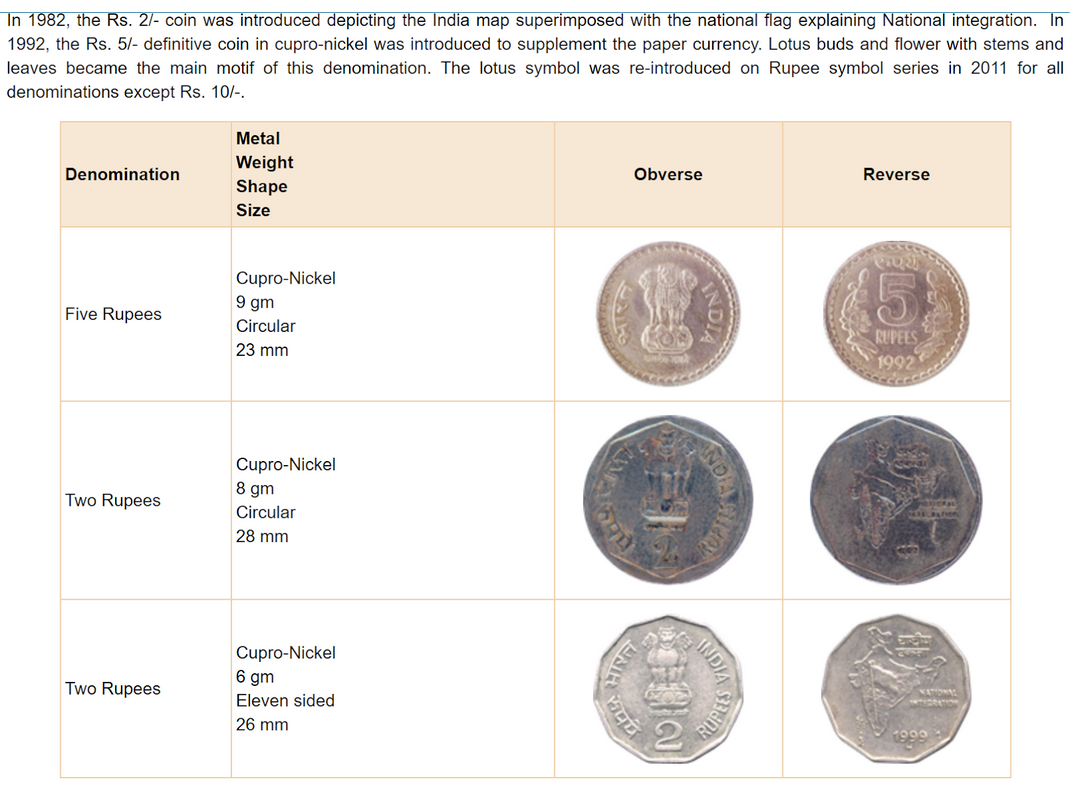 In 1982, the Rs. 2/- coin was introduced depicting the India map superimposed with the national flag explaining National integration. In
1992, the Rs. 5/- definitive coin in cupro-nickel was introduced to supplement the paper currency. Lotus buds and flower with stems and
leaves became the main motif of this denomination. The lotus symbol was re-introduced on Rupee symbol series in 2011 for all
denominations except Rs. 10/-.
Denomination
Metal
Weight
Shape
Size
Obverse
Reverse
Five Rupees
Cupro-Nickel
9 gm
Circular
23 mm
भारत
INDIA
रुपये
5
RUPEES
1992
Two Rupees
Cupro-Nickel
8 gm
Circular
28 mm
भारत
INDIA
रुपये
2
RUPEES
Two Rupees
Cupro-Nickel
6 gm
Eleven sided
26 mm
भारत
INDIA
रुपये
2
RUPEES
राष्ट्रीय
NATIONAL
INTEGRATION
1999